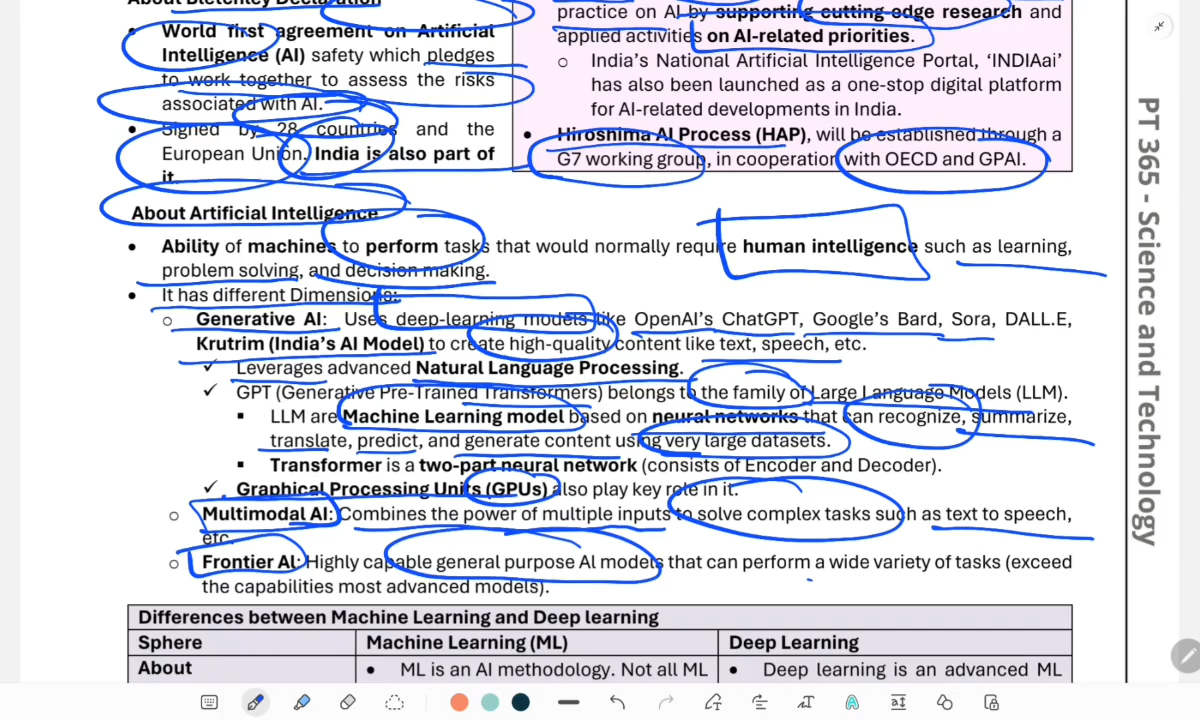 About Bletchley Declaration
• World first agreement on Artificial
Intelligence (AI) safety which pledges
to work together to assess the risks
associated with AI.
• Signed by 28 countries and the
European Union. India is also part of
it.
practice on AI by supporting cutting-edge research and
applied activities on AI-related priorities.
o India’s National Artificial Intelligence Portal, ‘INDIAai’
has also been launched as a one-stop digital platform
for AI-related developments in India.
• Hiroshima AI Process (HAP), will be established through a
G7 working group, in cooperation with OECD and GPAI.
About Artificial Intelligence
• Ability of machines to perform tasks that would normally require human intelligence such as learning,
problem solving, and decision making.
• It has different Dimensions:
o Generative AI: Uses deep-learning models like OpenAI’s ChatGPT, Google’s Bard, Sora, DALL.E,
Krutrim (India’s AI Model) to create high-quality content like text, speech, etc.
✓ Leverages advanced Natural Language Processing.
✓ GPT (Generative Pre-Trained Transformers) belongs to the family of Large Language Models (LLM).
▪ LLM are Machine Learning model based on neural networks that can recognize, summarize,
translate, predict, and generate content using very large datasets.
▪ Transformer is a two-part neural network (consists of Encoder and Decoder).
✓ Graphical Processing Units (GPUs) also play key role in it.
o Multimodal AI: Combines the power of multiple inputs to solve complex tasks such as text to speech,
etc.
o Frontier AI: Highly capable general purpose AI models that can perform a wide variety of tasks (exceed
the capabilities most advanced models).
Differences between Machine Learning and Deep learning
Sphere Machine Learning (ML) Deep Learning
About • ML is an AI methodology. Not all ML • Deep learning is an advanced ML
PT 365 - Science and Technology